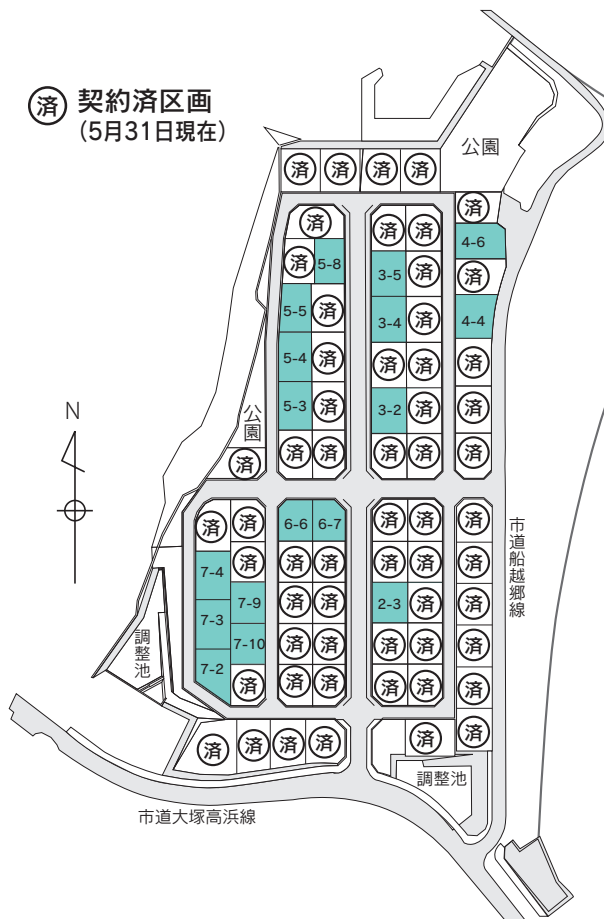 済 契約済区画
(5月31日現在)
公園
済 済 済 済
済
済
済 済
4-6
済 5-8
3-5 済
済
5-5 済
3-4 済
4-4
5-4 済
済 済
済
5-3 済
3-2 済
済
公園
済 済
済 済
済
済
N
済 済
6-6 6-7
済 済
済
7-4 済
済 済
済 済
済
市道船越郷線
7-3 7-9
済 済
2-3 済
済
7-10
済 済
済 済
済
調整池
7-2 済
済 済
済 済
済
済 済 済 済
済
済
調整池
市道大塚高浜線